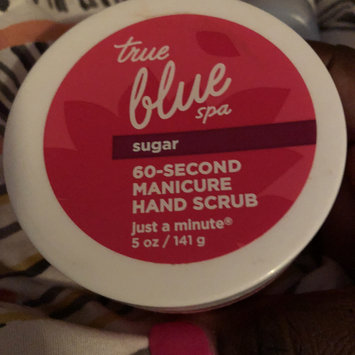 true
blue
spa
sugar
60-SECOND
MANICURE
HAND SCRUB
just a minute®
5 oz / 141 g